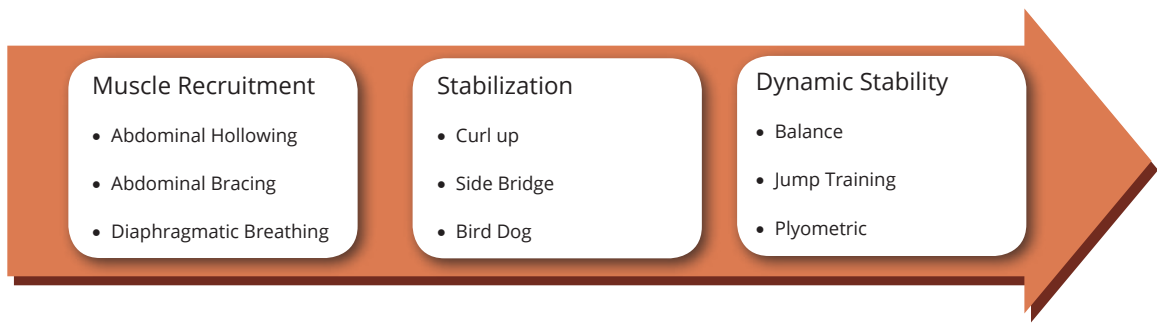 Muscle Recruitment
• Abdominal Hollowing
• Abdominal Bracing
• Diaphragmatic Breathing
Stabilization
• Curl up
• Side Bridge
• Bird Dog
Dynamic Stability
• Balance
• Jump Training
• Plyometric